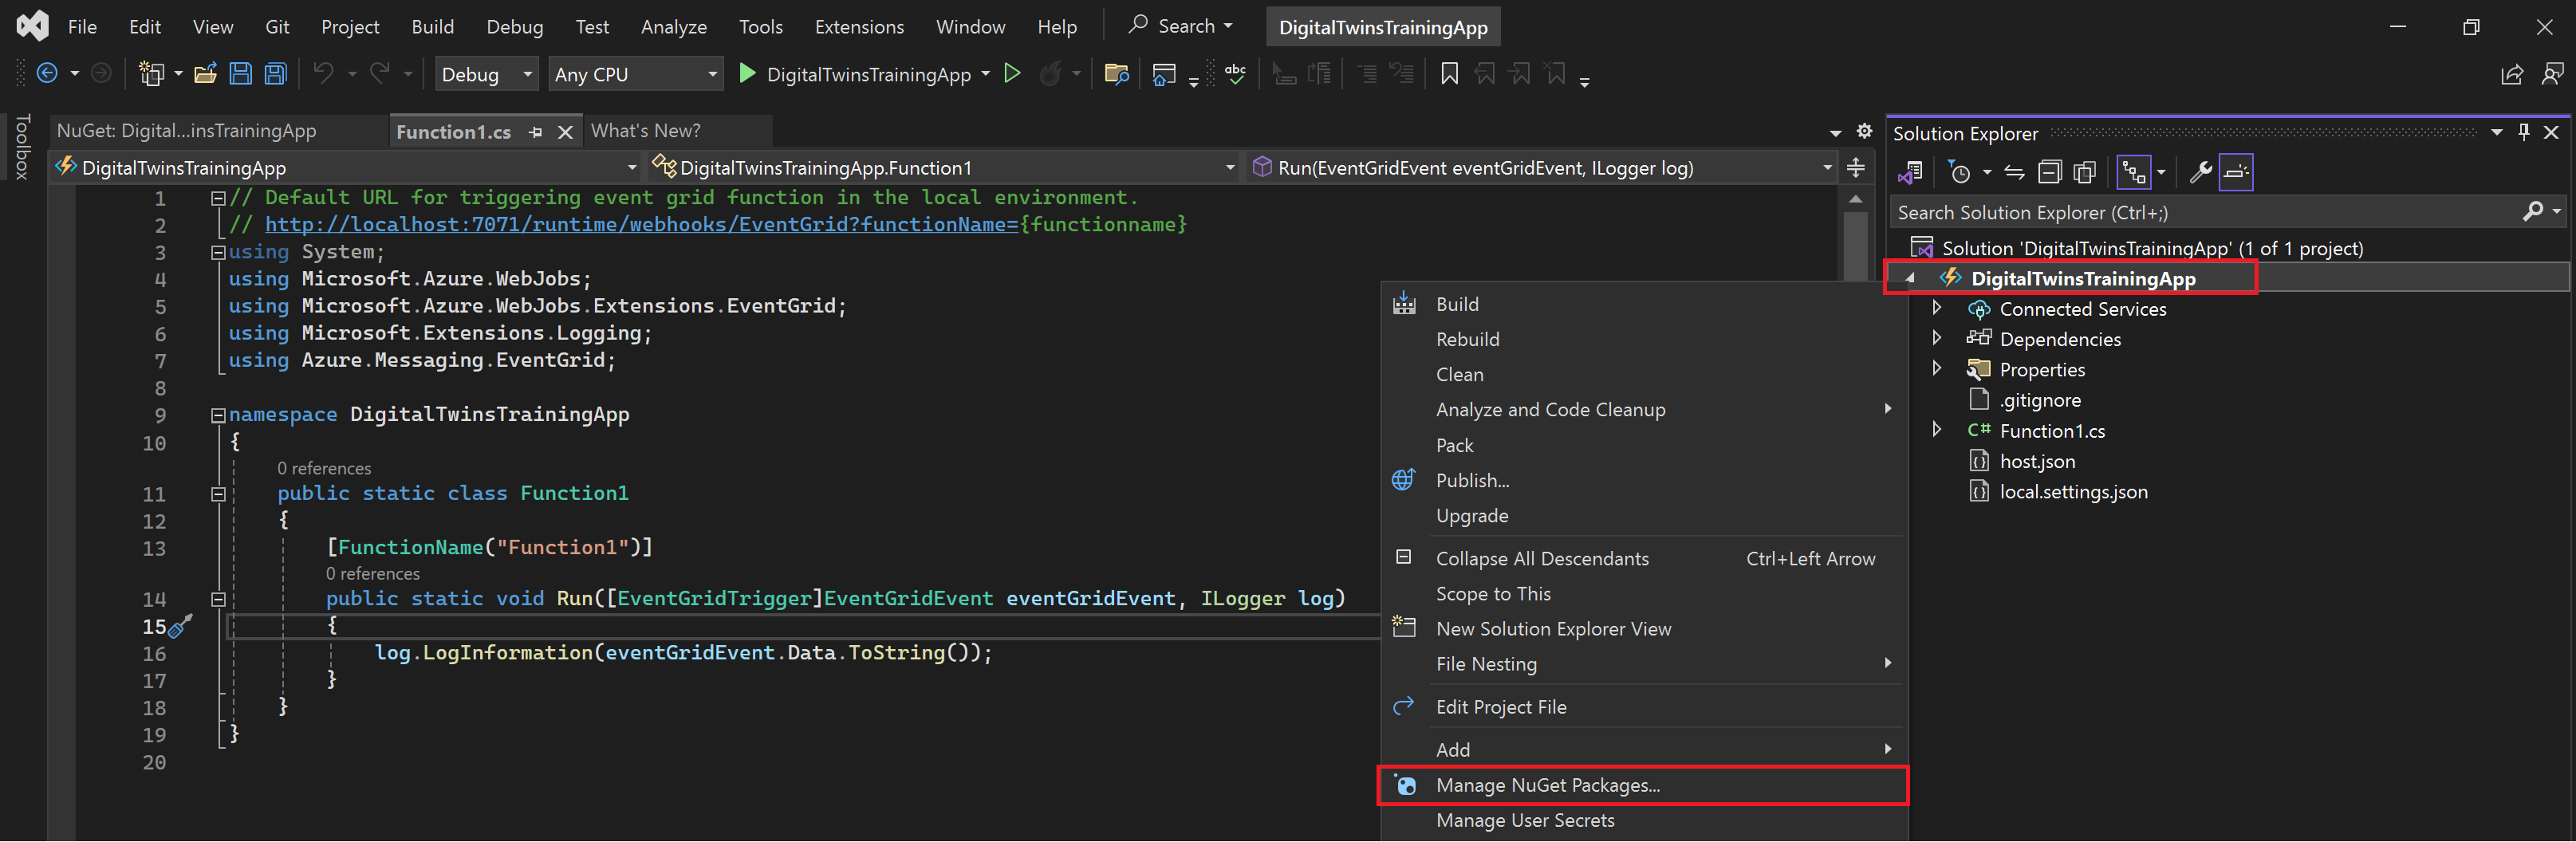 File Edit View Git Project Build Debug Test Analyze Tools Extensions Window Help Search DigitalTwinsTrainingApp
Debug Any CPU DigitalTwinsTrainingApp abc
Toolbox
NuGet: Digital...insTrainingApp Function1.cs What's New?
DigitalTwinsTrainingApp DigitalTwinsTrainingApp.Function1 Run(EventGridEvent eventGridEvent, ILogger log)
1 // Default URL for triggering event grid function in the local environment.
2 // http://localhost:7071/runtime/webhooks/EventGrid?functionName={functionname}
3 using System;
4 using Microsoft.Azure.WebJobs;
5 using Microsoft.Azure.WebJobs.Extensions.EventGrid;
6 using Microsoft.Extensions.Logging;
7 using Azure.Messaging.EventGrid;
8
9 namespace DigitalTwinsTrainingApp
10 {
0 references
11 public static class Function1
12 {
13 [FunctionName("Function1")]
0 references
14 public static void Run([EventGridTrigger]EventGridEvent eventGridEvent, ILogger log)
15 {
16 log.LogInformation(eventGridEvent.Data.ToString());
17 }
18 }
19 }
20
Build
Rebuild
Clean
Analyze and Code Cleanup
Pack
Publish...
Upgrade
Collapse All Descendants Ctrl+Left Arrow
Scope to This
New Solution Explorer View
File Nesting
Edit Project File
Add
Manage NuGet Packages...
Manage User Secrets
Solution Explorer
Search Solution Explorer (Ctrl+;)
Solution 'DigitalTwinsTrainingApp' (1 of 1 project)
DigitalTwinsTrainingApp
Connected Services
Dependencies
Properties
.gitignore
C# Function1.cs
host.json
local.settings.json